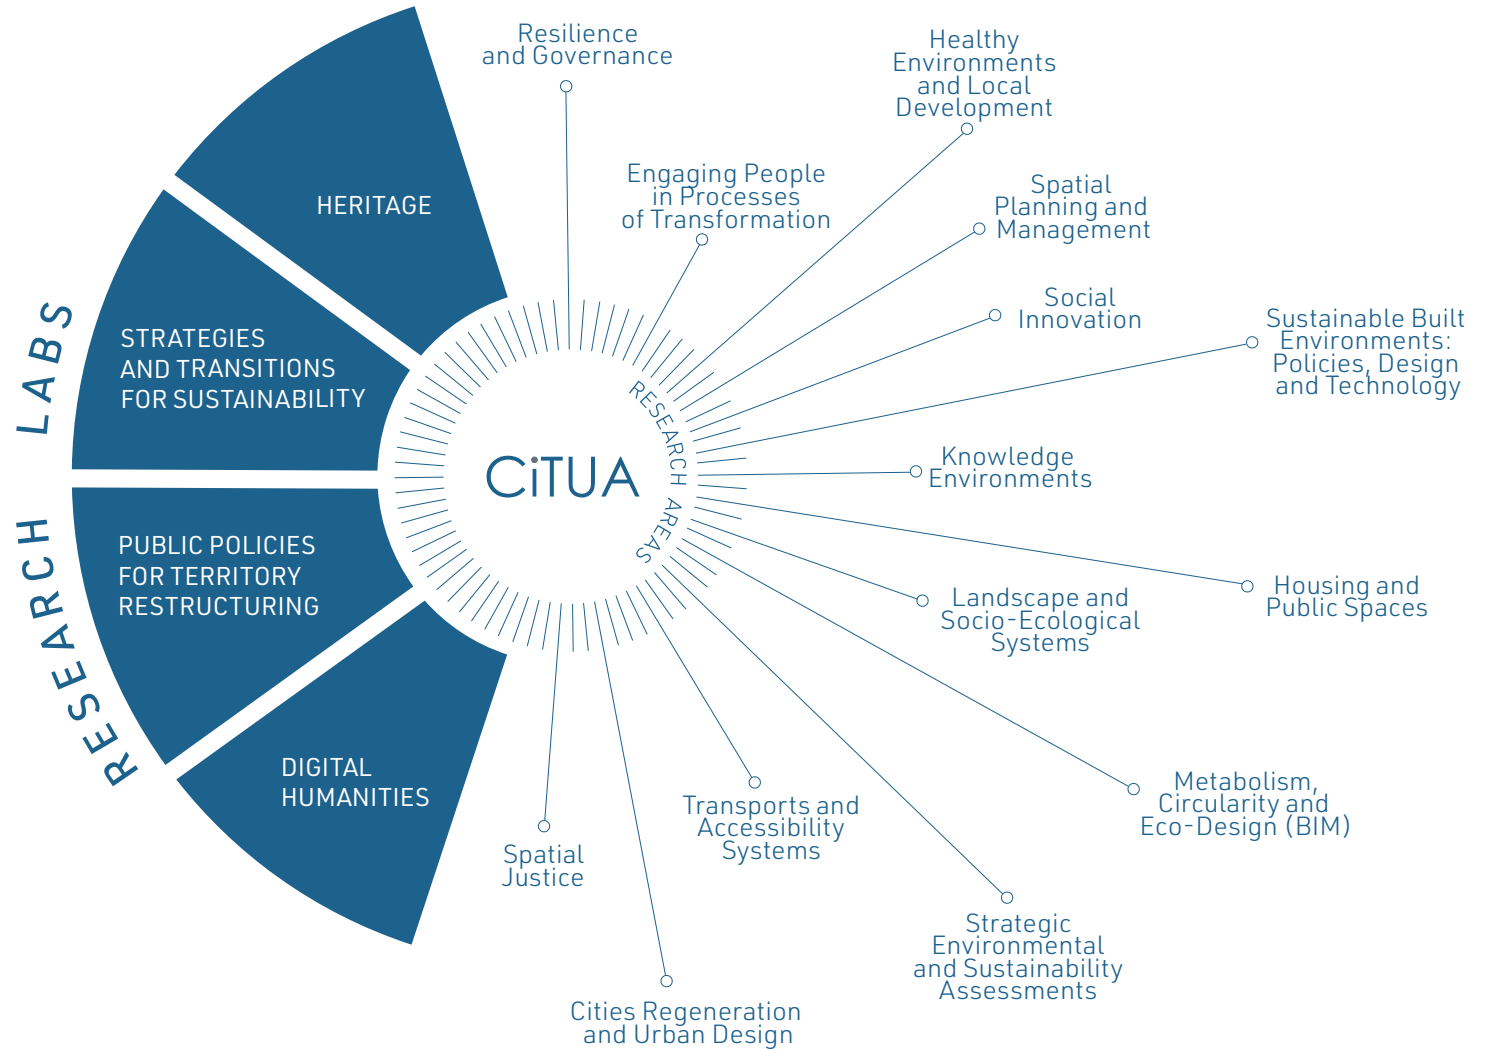 RESEARCH LABS
HERITAGE
STRATEGIES
AND TRANSITIONS
FOR SUSTAINABILITY
PUBLIC POLICIES
FOR TERRITORY
RESTRUCTURING
DIGITAL
HUMANITIES
CiTUA
RESEARCH AREAS
Resilience
and Governance
Engaging People
in Processes
of Transformation
Healthy
Environments
and Local
Development
Spatial
Planning and
Management
Social
Innovation
Sustainable Built
Environments:
Policies, Design
and Technology
Knowledge
Environments
Housing and
Public Spaces
Landscape and
Socio-Ecological
Systems
Metabolism,
Circularity and
Eco-Design (BIM)
Strategic
Environmental
and Sustainability
Assessments
Transports and
Accessibility
Systems
Cities Regeneration
and Urban Design
Spatial
Justice